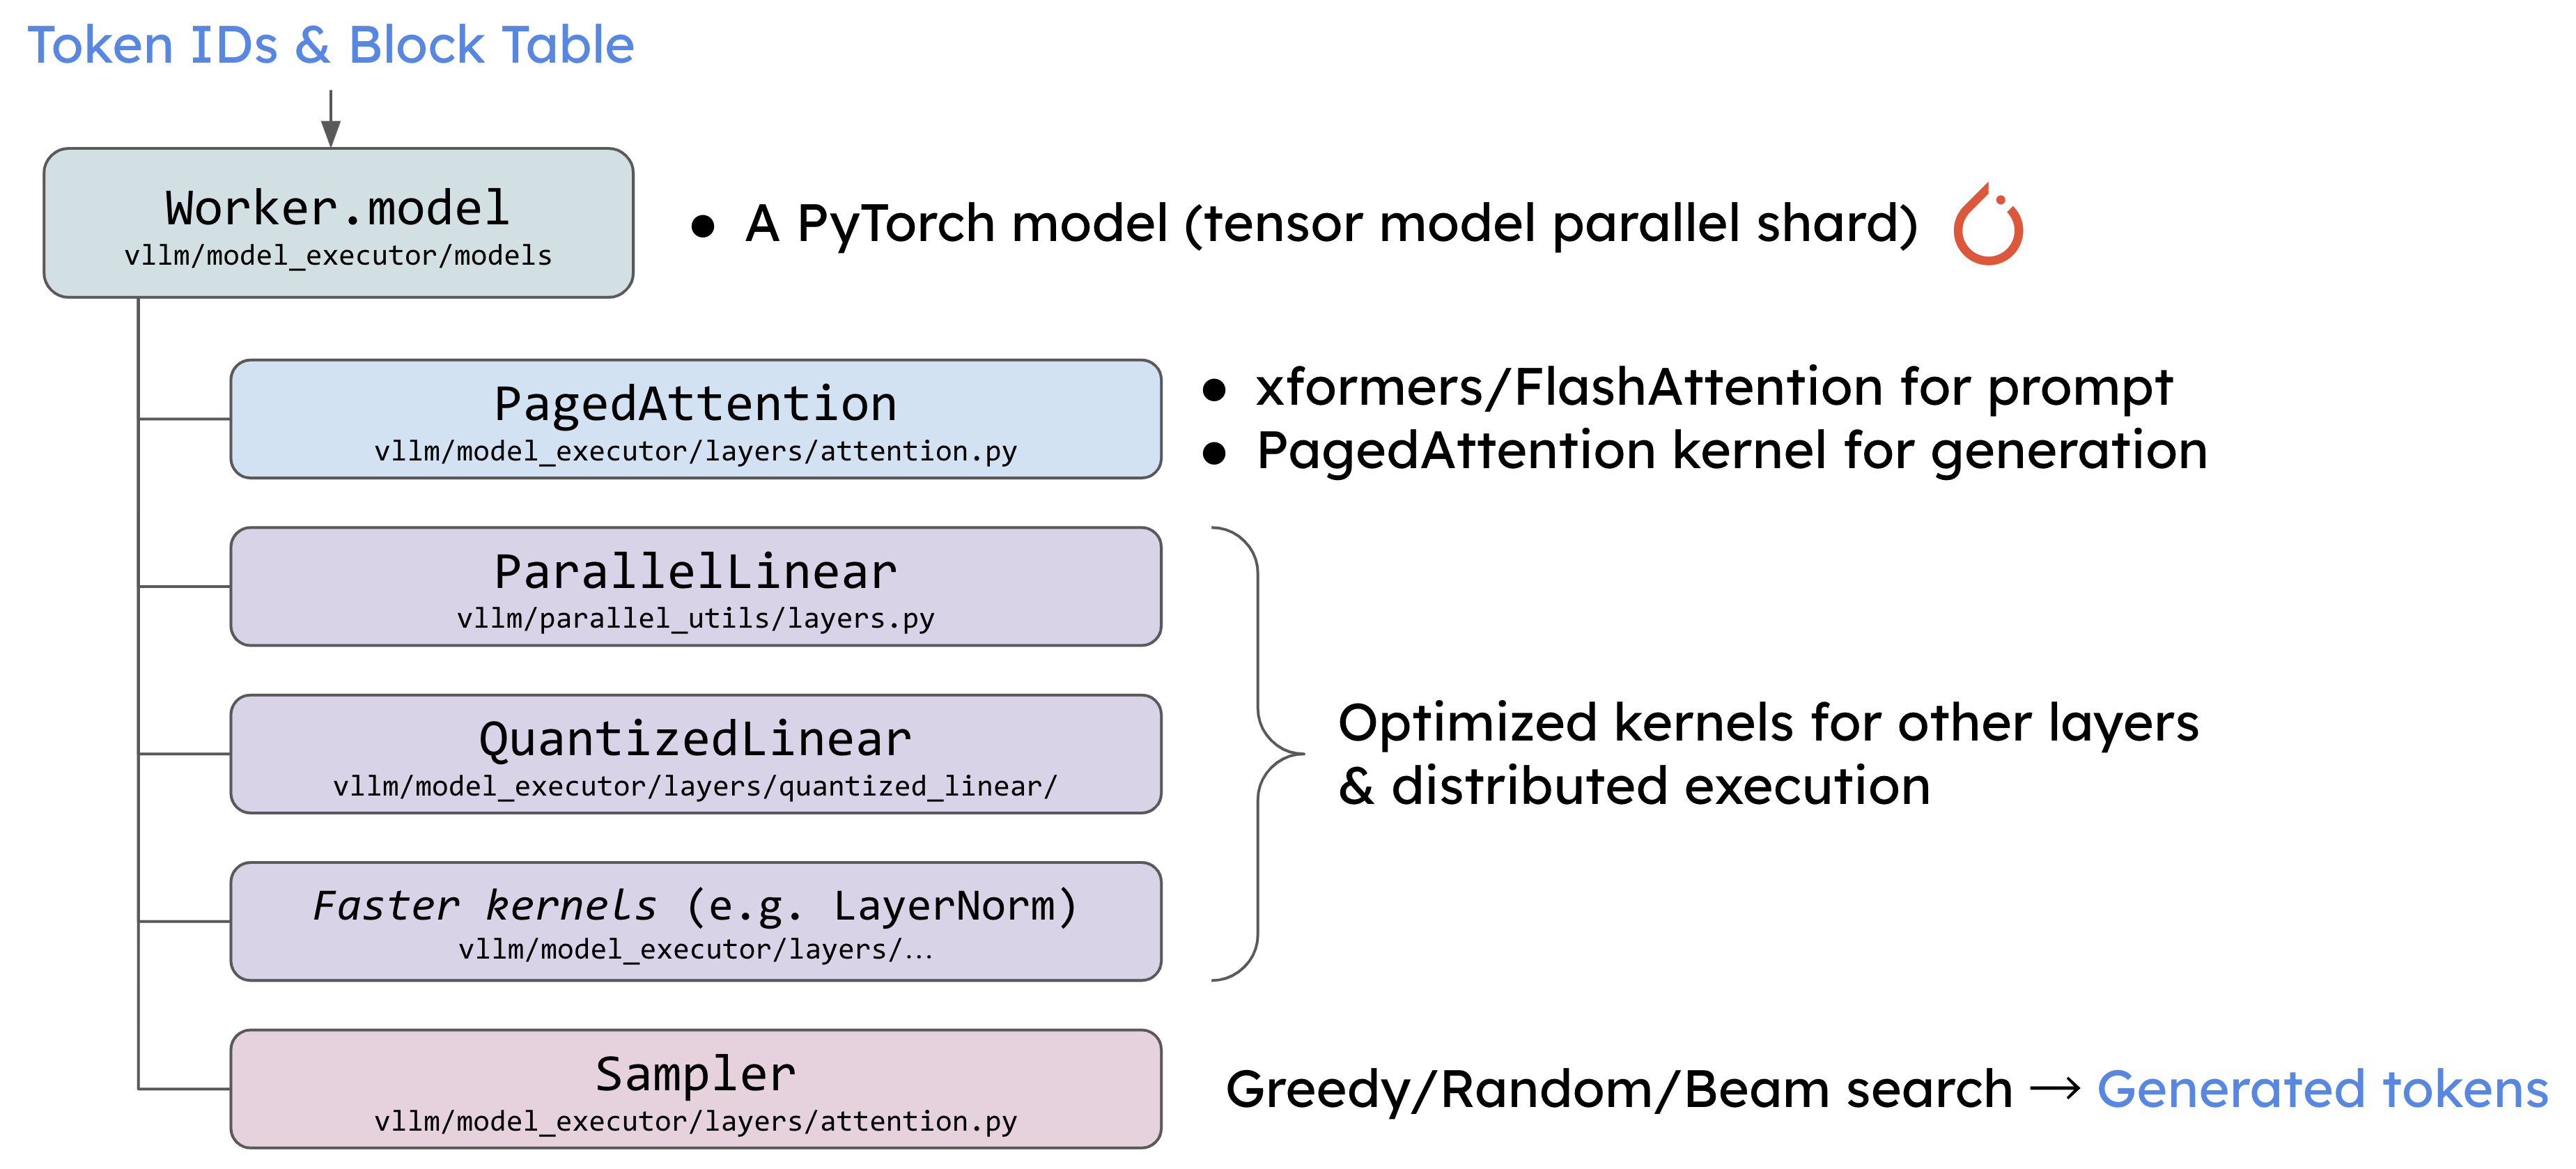 Token IDs & Block Table
Worker.model
vllm/model_executor/models
● A PyTorch model (tensor model parallel shard)
PagedAttention
vllm/model_executor/layers/attention.py
● xformers/FlashAttention for prompt
● PagedAttention kernel for generation
ParallelLinear
vllm/parallel_utils/layers.py
QuantizedLinear
vllm/model_executor/layers/quantized_linear/
Faster kernels (e.g. LayerNorm)
vllm/model_executor/layers/...
Optimized kernels for other layers
& distributed execution
Sampler
vllm/model_executor/layers/attention.py
Greedy/Random/Beam search → Generated tokens